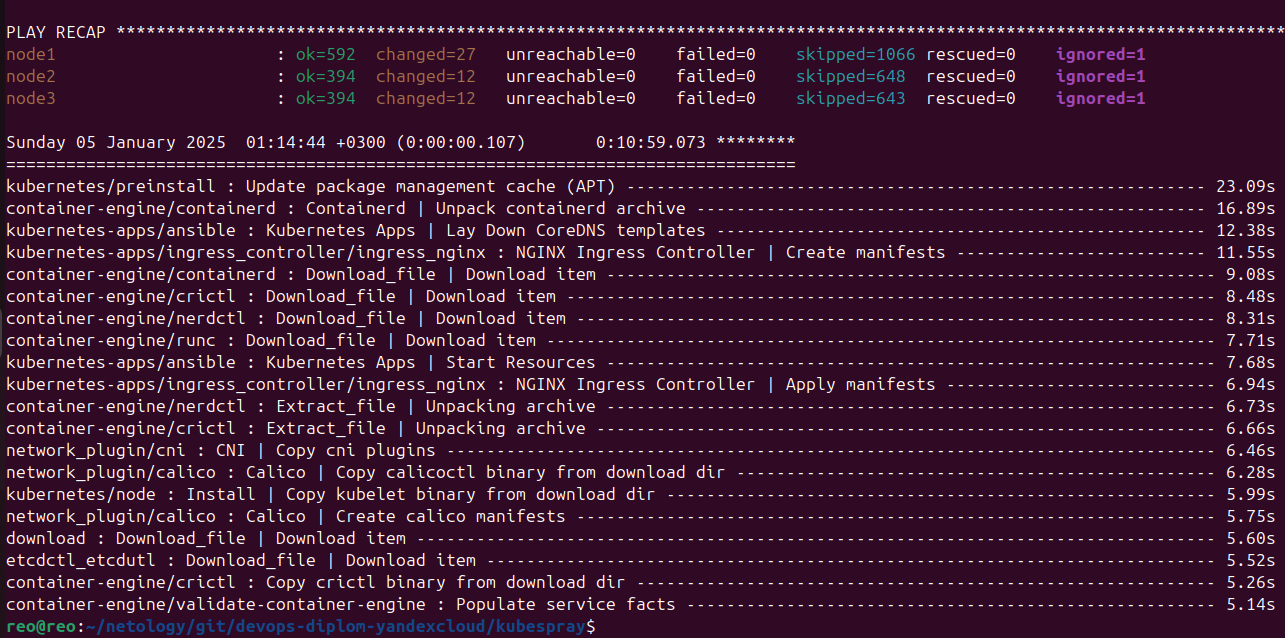 PLAY RECAP *********************************************************************************************************************
node1                      : ok=592  changed=27   unreachable=0    failed=0    skipped=1066 rescued=0    ignored=1
node2                      : ok=394  changed=12   unreachable=0    failed=0    skipped=648  rescued=0    ignored=1
node3                      : ok=394  changed=12   unreachable=0    failed=0    skipped=643  rescued=0    ignored=1
Sunday 05 January 2025  01:14:44 +0300 (0:00:00.107)       0:10:59.073 ********
===============================================================================
kubernetes/preinstall : Update package management cache (APT) ---------------------------------------------------------- 23.09s
container-engine/containerd : Containerd | Unpack containerd archive --------------------------------------------------- 16.89s
kubernetes-apps/ansible : Kubernetes Apps | Lay Down CoreDNS templates ------------------------------------------------- 12.38s
kubernetes-apps/ingress_controller/ingress_nginx : NGINX Ingress Controller | Create manifests ------------------------- 11.55s
container-engine/containerd : Download_file | Download item ------------------------------------------------------------- 9.08s
container-engine/crictl : Download_file | Download item ----------------------------------------------------------------- 8.48s
container-engine/nerdctl : Download_file | Download item ---------------------------------------------------------------- 8.31s
container-engine/runc : Download_file | Download item ------------------------------------------------------------------- 7.71s
kubernetes-apps/ansible : Kubernetes Apps | Start Resources ------------------------------------------------------------- 7.68s
kubernetes-apps/ingress_controller/ingress_nginx : NGINX Ingress Controller | Apply manifests --------------------------- 6.94s
container-engine/nerdctl : Extract_file | Unpacking archive ------------------------------------------------------------- 6.73s
container-engine/crictl : Extract_file | Unpacking archive -------------------------------------------------------------- 6.66s
network_plugin/cni : CNI | Copy cni plugins ----------------------------------------------------------------------------- 6.46s
network_plugin/calico : Calico | Copy calicoctl binary from download dir ------------------------------------------------ 6.28s
kubernetes/node : Install | Copy kubelet binary from download dir ------------------------------------------------------- 5.99s
network_plugin/calico : Calico | Create calico manifests ---------------------------------------------------------------- 5.75s
download : Download_file | Download item -------------------------------------------------------------------------------- 5.60s
etcdctl_etcdutl : Download_file | Download item ------------------------------------------------------------------------- 5.52s
container-engine/crictl : Copy crictl binary from download dir ---------------------------------------------------------- 5.26s
container-engine/validate-container-engine : Populate service facts ----------------------------------------------------- 5.14s
reo@reo:~/netology/git/devops-diplom-yandexcloud/kubespray$